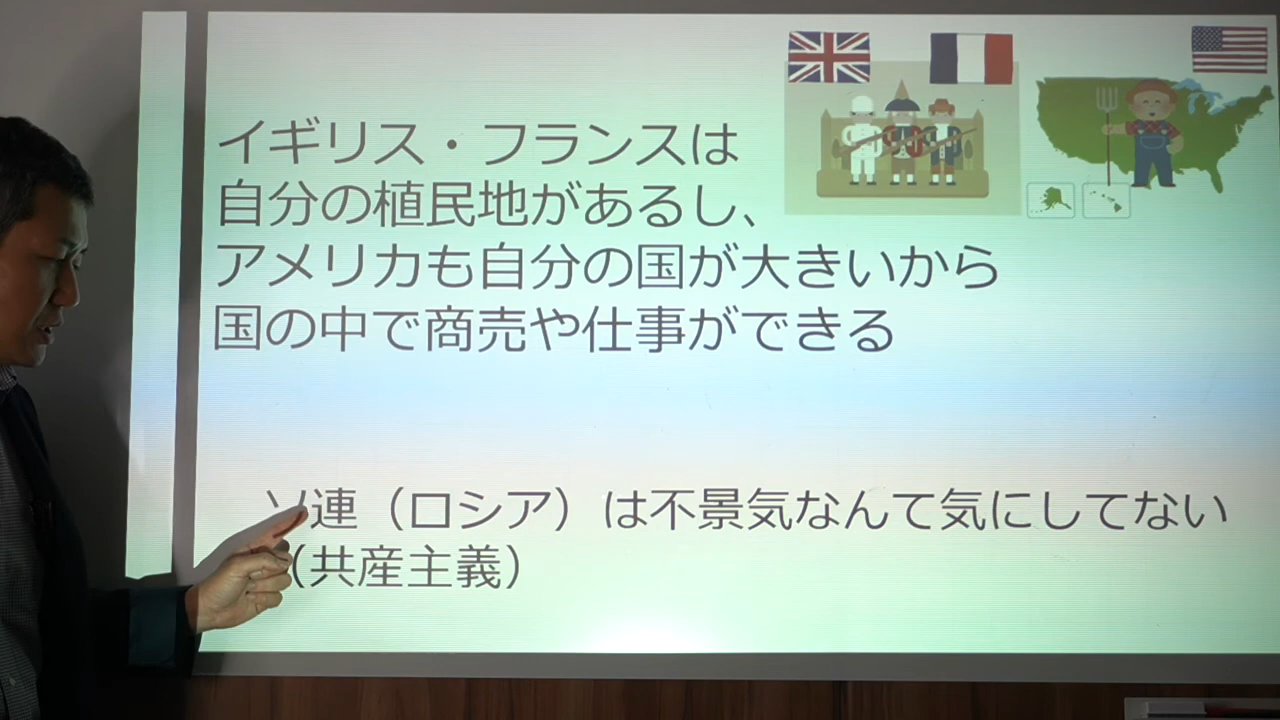 イギリス・フランスは
自分の植民地があるし、
アメリカも自分の国が大きいから
国の中で商売や仕事ができる
ソ連（ロシア）は不景気なんて気にしてない
（共産主義）